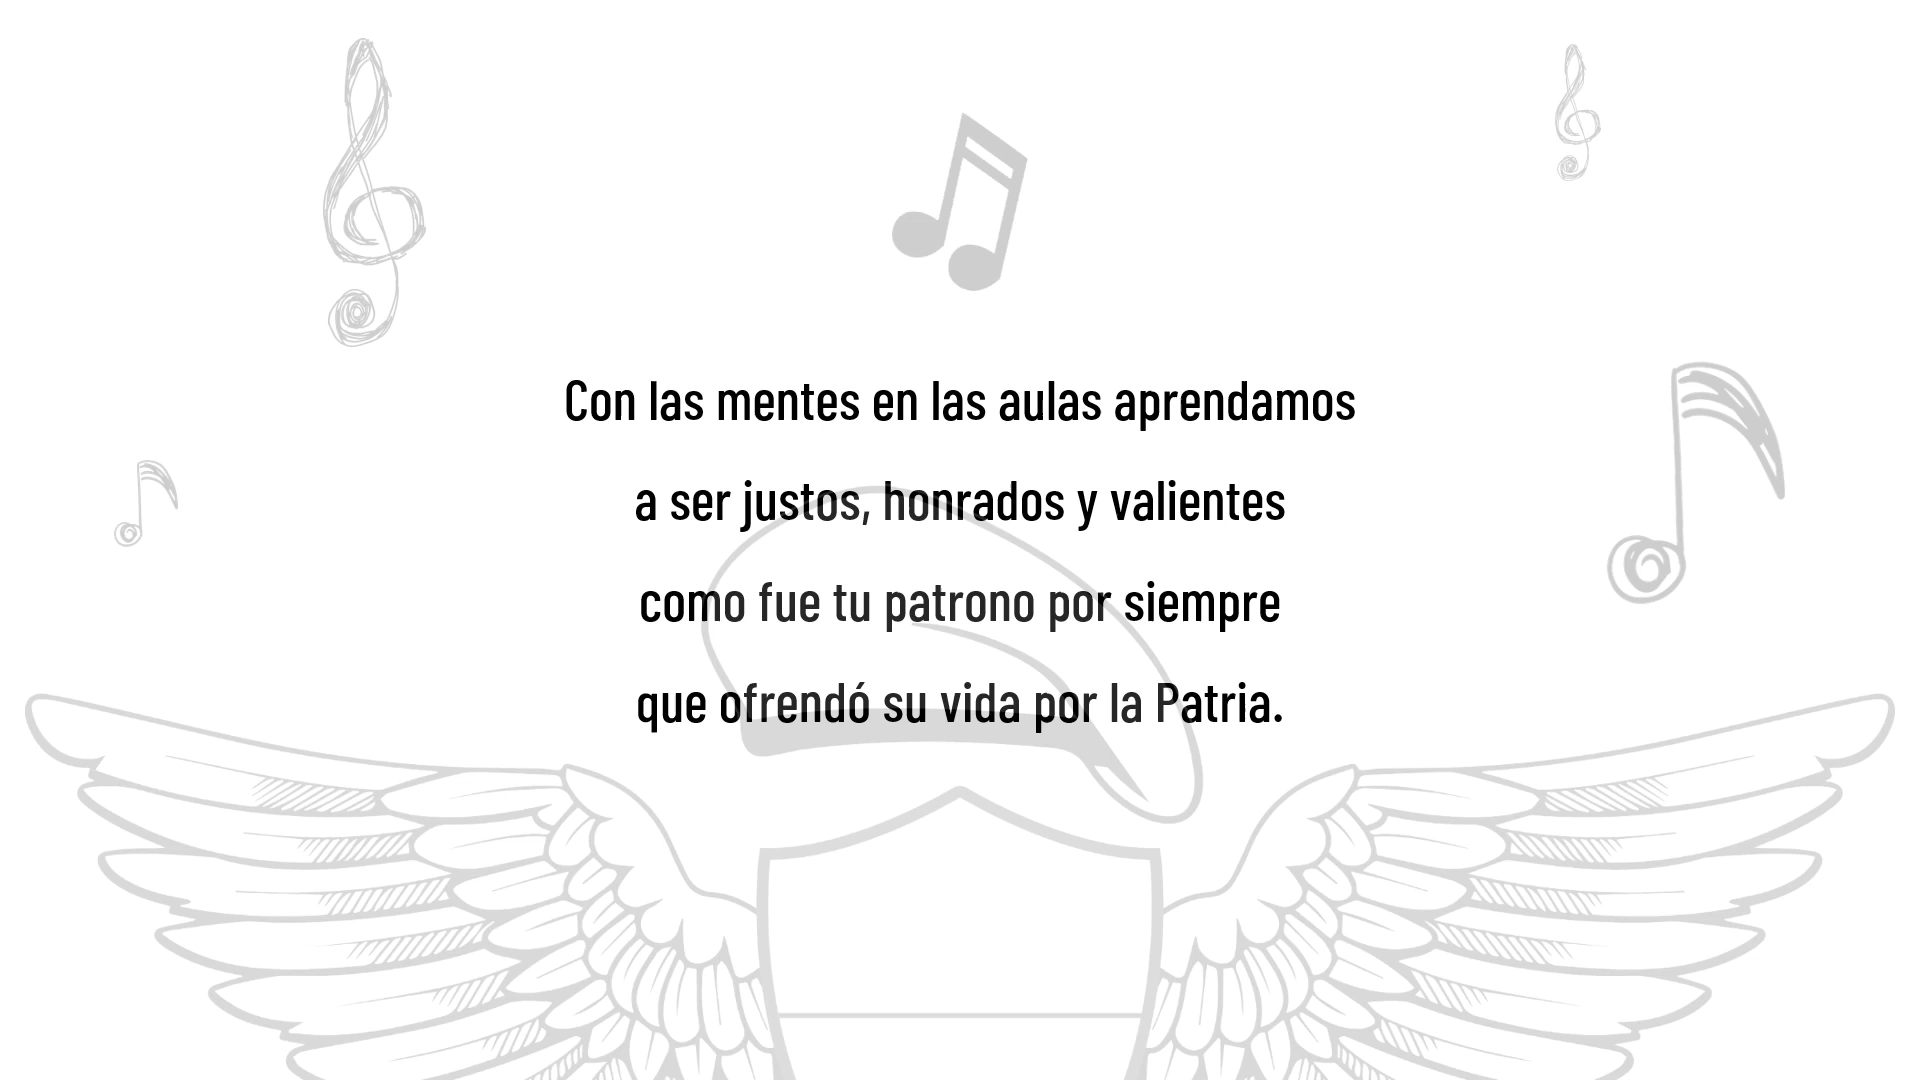 Con las mentes en las aulas aprendamos
a ser justos, honrados y valientes
como fue tu patrono por siempre
que ofrendó su vida por la Patria.